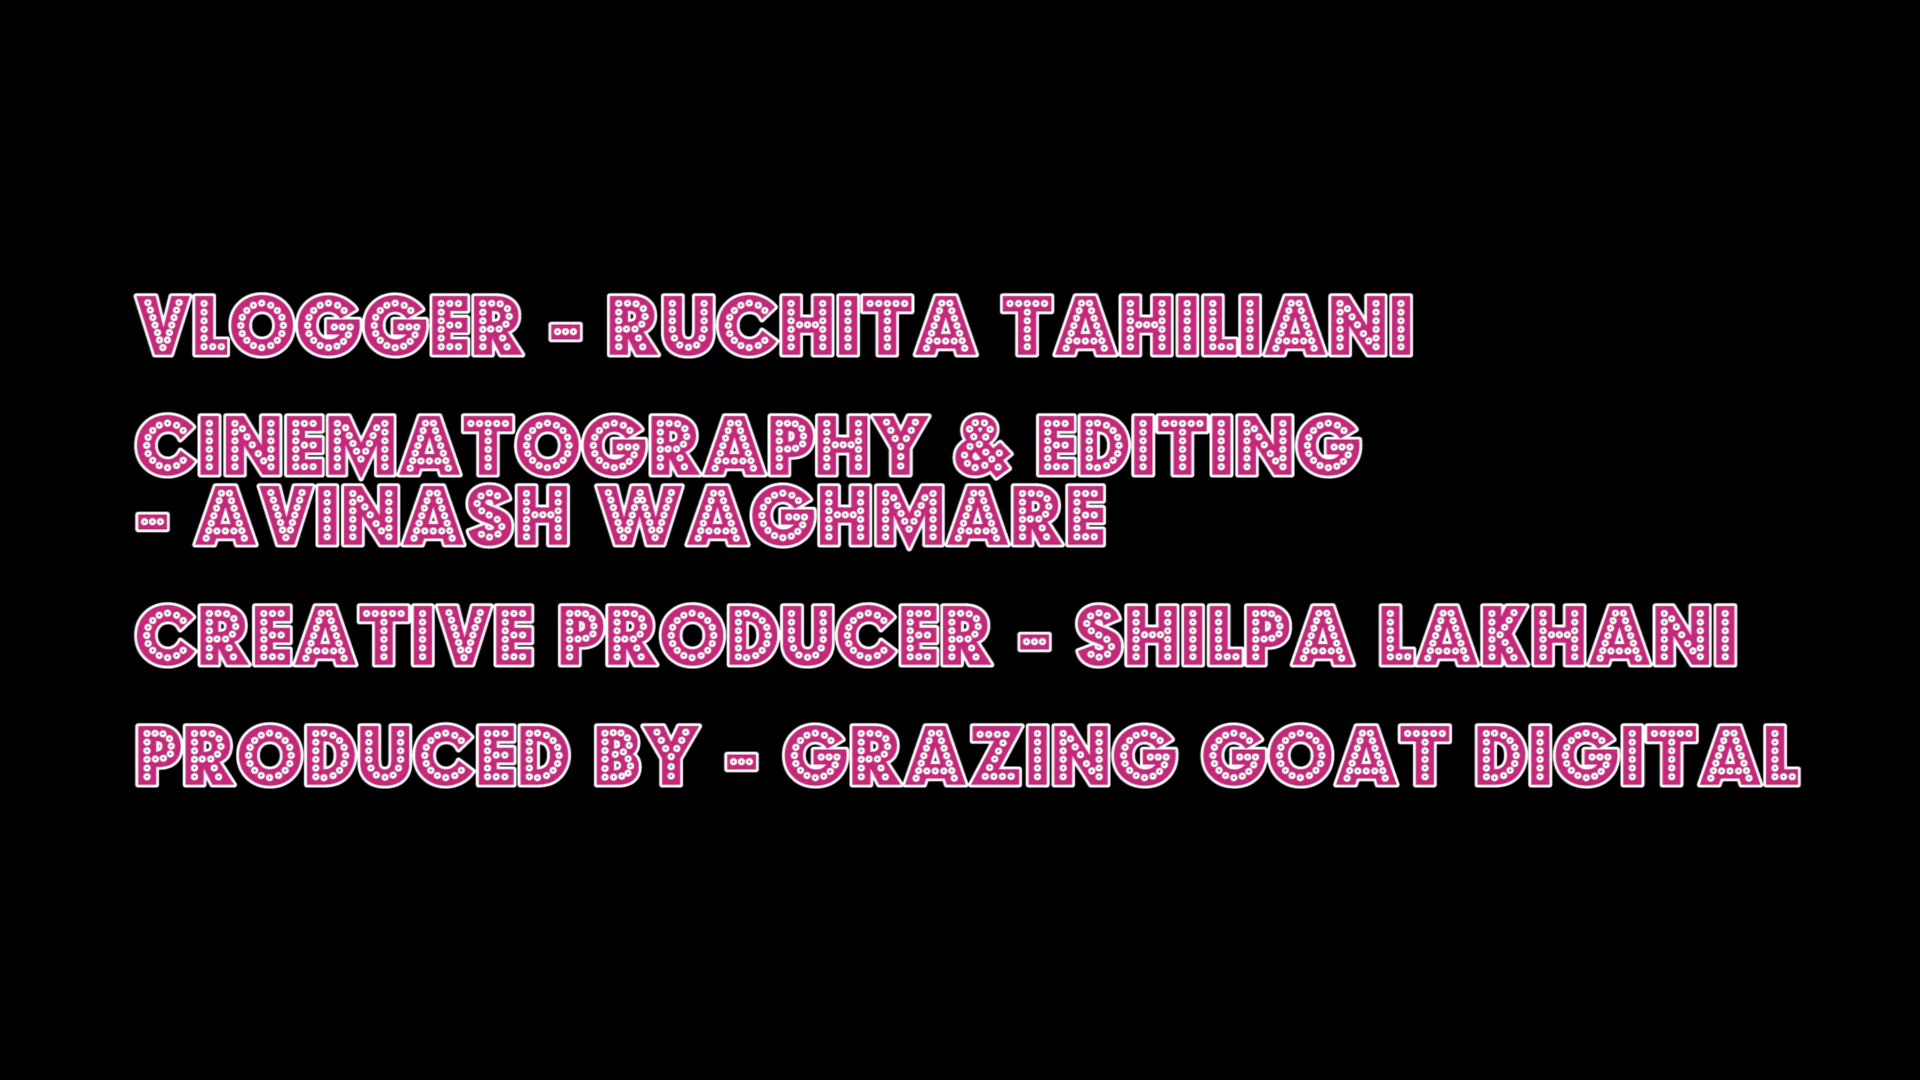 VLOGGER - RUCHITA TAHILIANI
CINEMATOGRAPHY & EDITING
- AVINASH WAGHMARE
CREATIVE PRODUCER - SHILPA LAKHANI
PRODUCED BY - GRAZING GOAT DIGITAL